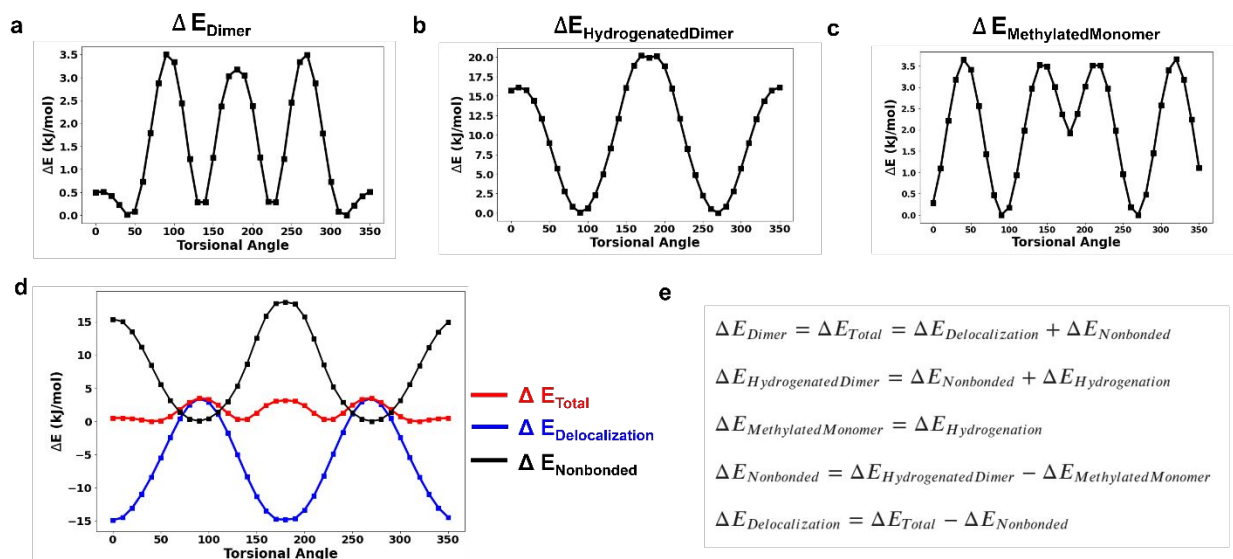 a
Δ E_Dimer
ΔE (kJ/mol)
3.5
3.0
2.5
2.0
1.5
1.0
0.5
0.0
0 50 100 150 200 250 300 350
Torsional Angle
b
ΔE_HydrogenatedDimer
ΔE (kJ/mol)
20.0
17.5
15.0
12.5
10.0
7.5
5.0
2.5
0.0
0 50 100 150 200 250 300 350
Torsional Angle
c
Δ E_MethylatedMonomer
ΔE (kJ/mol)
3.5
3.0
2.5
2.0
1.5
1.0
0.5
0.0
0 50 100 150 200 250 300 350
Torsional Angle
d
ΔE (kJ/mol)
15
10
5
0
−5
−10
−15
0 50 100 150 200 250 300 350
Torsional Angle
Δ E_Total
Δ E_Delocalization
Δ E_Nonbonded
e
ΔE_Dimer = ΔE_Total = ΔE_Delocalization + ΔE_Nonbonded
ΔE_HydrogenatedDimer = ΔE_Nonbonded + ΔE_Hydrogenation
ΔE_MethylatedMonomer = ΔE_Hydrogenation
ΔE_Nonbonded = ΔE_HydrogenatedDimer − ΔE_MethylatedMonomer
ΔE_Delocalization = ΔE_Total − ΔE_Nonbonded